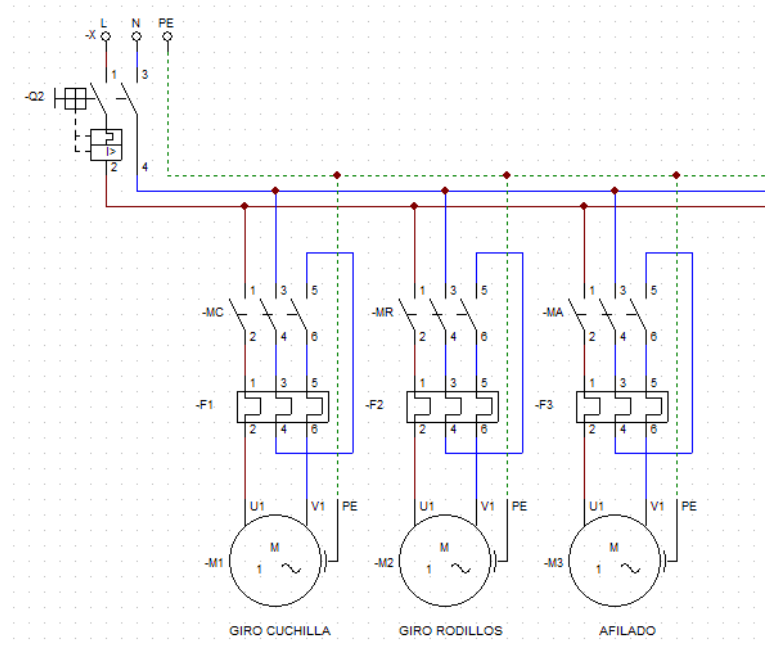 L N PE
-X
1 3
-Q2
I>
2 4
1 3 5 1 3 5 1 3 5
-MC -MR -MA
2 4 6 2 4 6 2 4 6
1 3 5 1 3 5 1 3 5
-F1 -F2 -F3
2 4 6 2 4 6 2 4 6
U1 V1 PE U1 V1 PE U1 V1 PE
M M M
-M1 1 -M2 1 -M3 1
GIRO CUCHILLA GIRO RODILLOS AFILADO